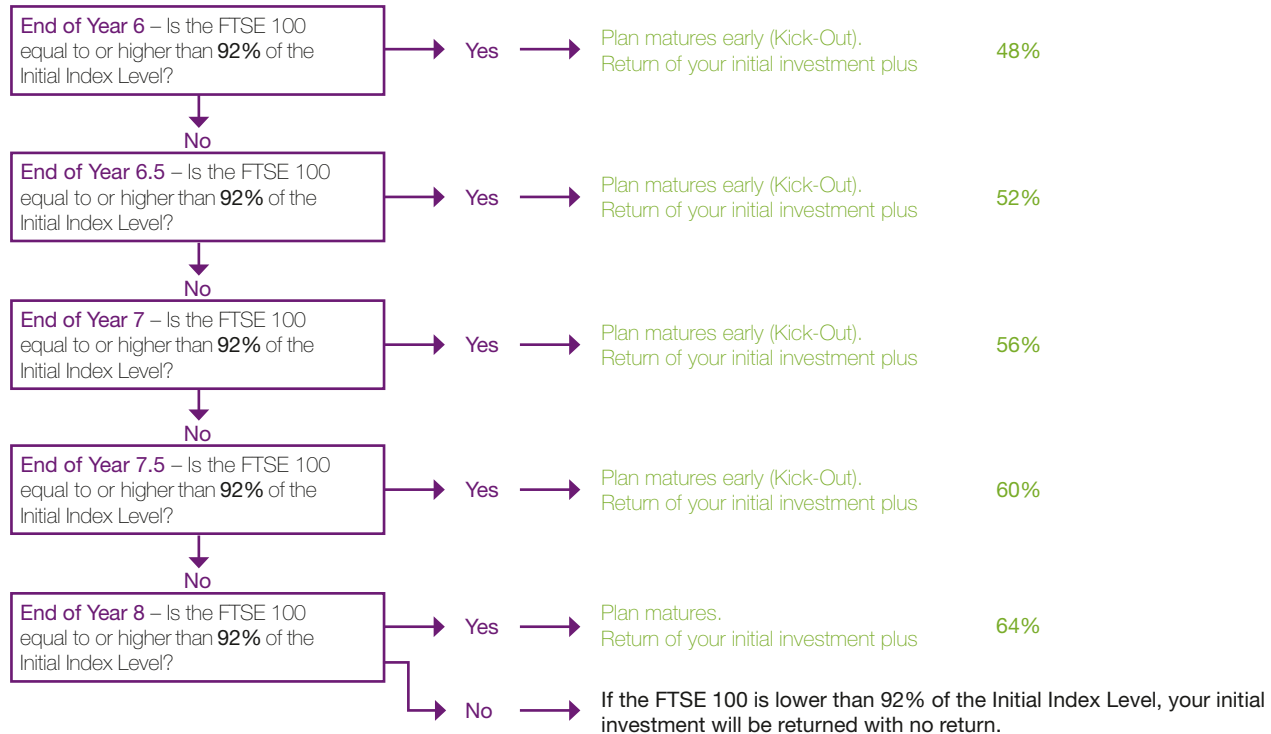 End of Year 6 – Is the FTSE 100
equal to or higher than 92% of the
Initial Index Level?
Yes
Plan matures early (Kick-Out).
Return of your initial investment plus
48%
No
End of Year 6.5 – Is the FTSE 100
equal to or higher than 92% of the
Initial Index Level?
Yes
Plan matures early (Kick-Out).
Return of your initial investment plus
52%
No
End of Year 7 – Is the FTSE 100
equal to or higher than 92% of the
Initial Index Level?
Yes
Plan matures early (Kick-Out).
Return of your initial investment plus
56%
No
End of Year 7.5 – Is the FTSE 100
equal to or higher than 92% of the
Initial Index Level?
Yes
Plan matures early (Kick-Out).
Return of your initial investment plus
60%
No
End of Year 8 – Is the FTSE 100
equal to or higher than 92% of the
Initial Index Level?
Yes
Plan matures.
Return of your initial investment plus
64%
No
If the FTSE 100 is lower than 92% of the Initial Index Level, your initial
investment will be returned with no return.